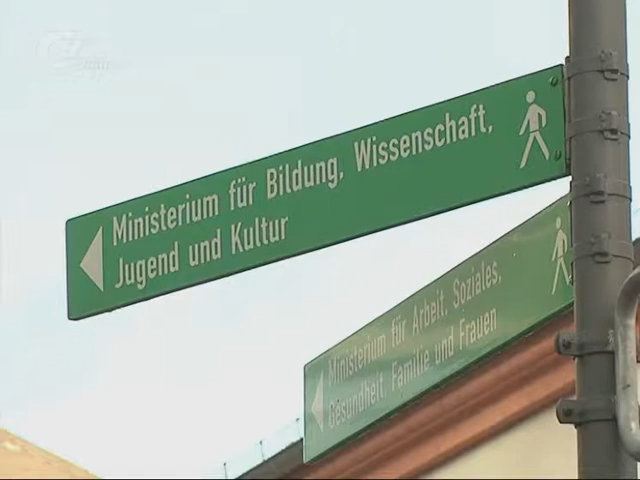 Ministerium für Bildung, Wissenschaft,
Jugend und Kultur
Ministerium für Arbeit, Soziales,
Gesundheit, Familie und Frauen